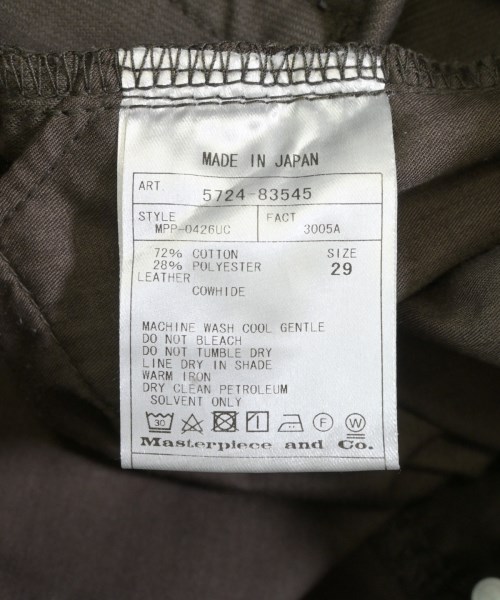 MADE IN JAPAN
ART. 5724-83545
STYLE FACT
MPP-0426UC 3005A
72% COTTON SIZE
28% POLYESTER 29
LEATHER
COWHIDE
MACHINE WASH COOL GENTLE
DO NOT BLEACH
DO NOT TUMBLE DRY
LINE DRY IN SHADE
WARM IRON
DRY CLEAN PETROLEUM
SOLVENT ONLY
30 F W
Masterpiece and Co.